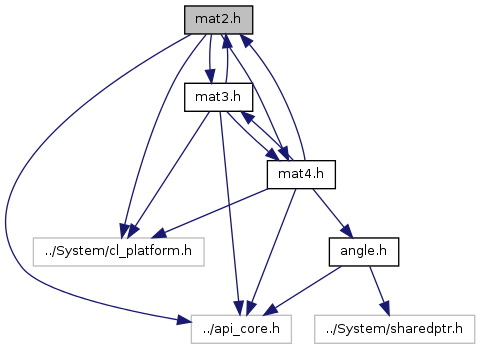 mat2.h
mat3.h
mat4.h
../System/cl_platform.h
angle.h
../api_core.h
../System/sharedptr.h